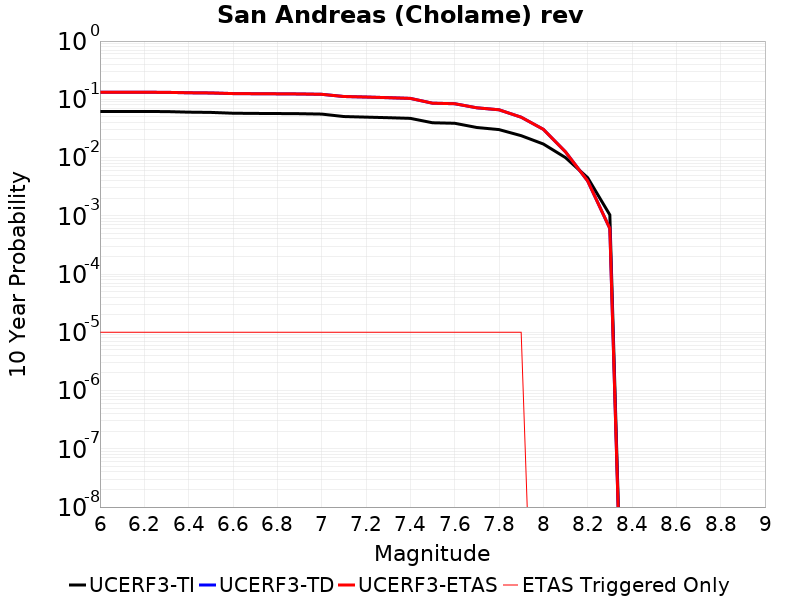 San Andreas (Cholame) rev
10 Year Probability
10^0
10^-1
10^-2
10^-3
10^-4
10^-5
10^-6
10^-7
10^-8
6 6.2 6.4 6.6 6.8 7 7.2 7.4 7.6 7.8 8 8.2 8.4 8.6 8.8 9
Magnitude
UCERF3-TI UCERF3-TD UCERF3-ETAS ETAS Triggered Only